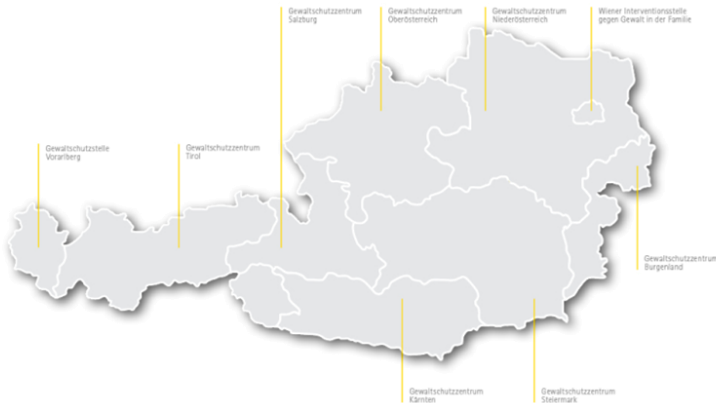 Gewaltschutzzentrum
Salzburg
Gewaltschutzzentrum
Oberösterreich
Gewaltschutzzentrum
Niederösterreich
Wiener Interventionsstelle
gegen Gewalt in der Familie
Gewaltschutzstelle
Vorarlberg
Gewaltschutzzentrum
Tirol
Gewaltschutzzentrum
Burgenland
Gewaltschutzzentrum
Kärnten
Gewaltschutzzentrum
Steiermark